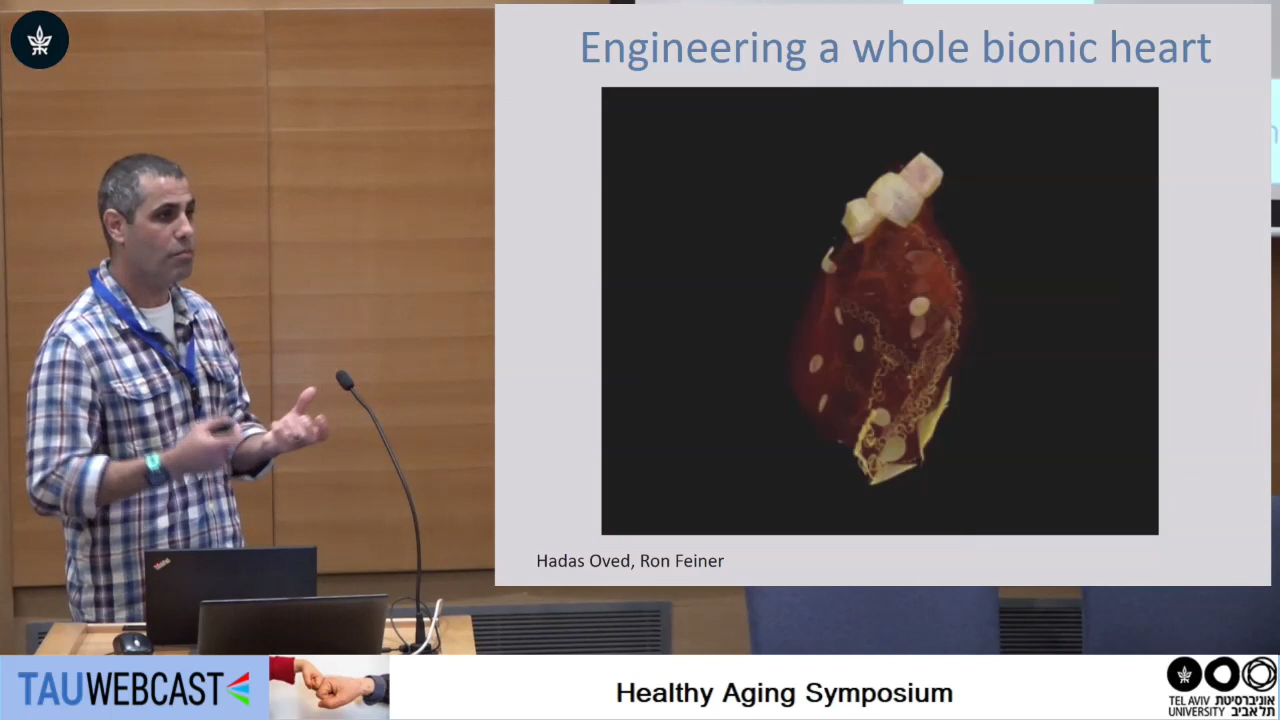 Engineering a whole bionic heart
Hadas Oved, Ron Feiner
TAUWEBCAST
Healthy Aging Symposium
TEL AVIV אוניברסיטת
UNIVERSITY תל אביב